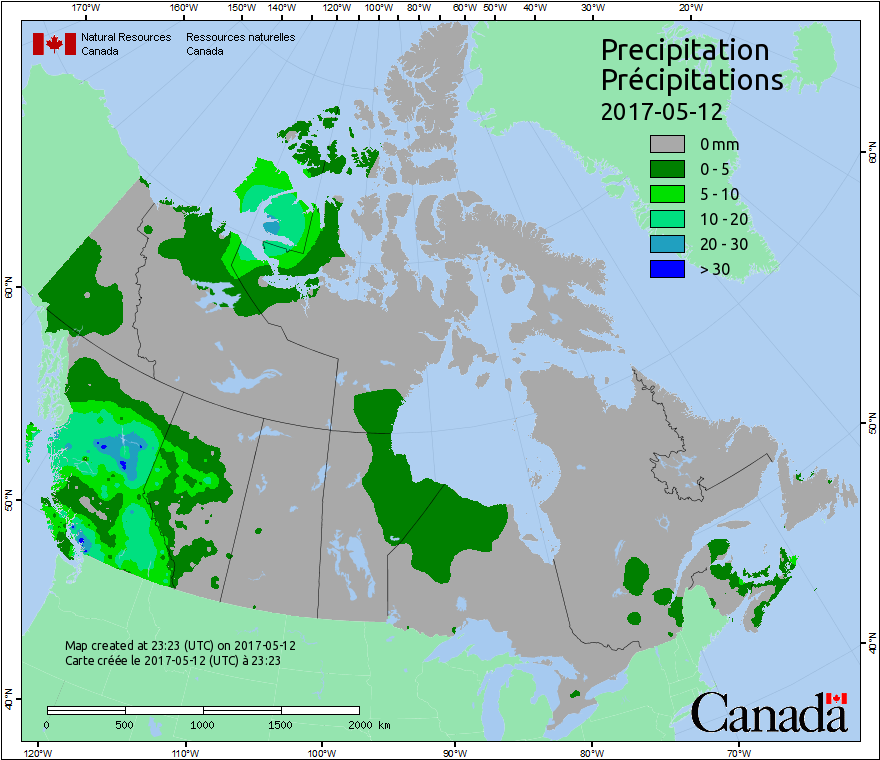 170°W 160°W 150°W 140°W 130°W 120°W 110°W 100°W 90°W 80°W 70°W 60°W 50°W 40°W 30°W 20°W
Natural Resources Canada
Ressources naturelles Canada
Precipitation
Précipitations
2017-05-12
0 mm
0 - 5
5 - 10
10 - 20
20 - 30
> 30
60°N
50°N
40°N
60°N
50°N
40°N
Map created at 23:23 (UTC) on 2017-05-12
Carte créée le 2017-05-12 (UTC) à 23:23
0 500 1000 1500 2000 km
Canada
120°W 110°W 100°W 90°W 80°W 70°W